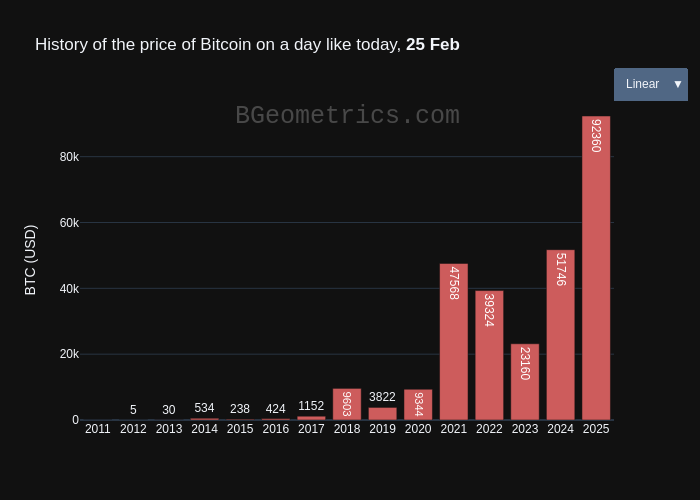 History of the price of Bitcoin on a day like today, 25 Feb
Linear ▼
BGeometrics.com
BTC (USD)
80k
60k
40k
20k
0
5
30
534
238
424
1152
9603
3822
9344
47568
39324
23160
51746
92360
2011 2012 2013 2014 2015 2016 2017 2018 2019 2020 2021 2022 2023 2024 2025